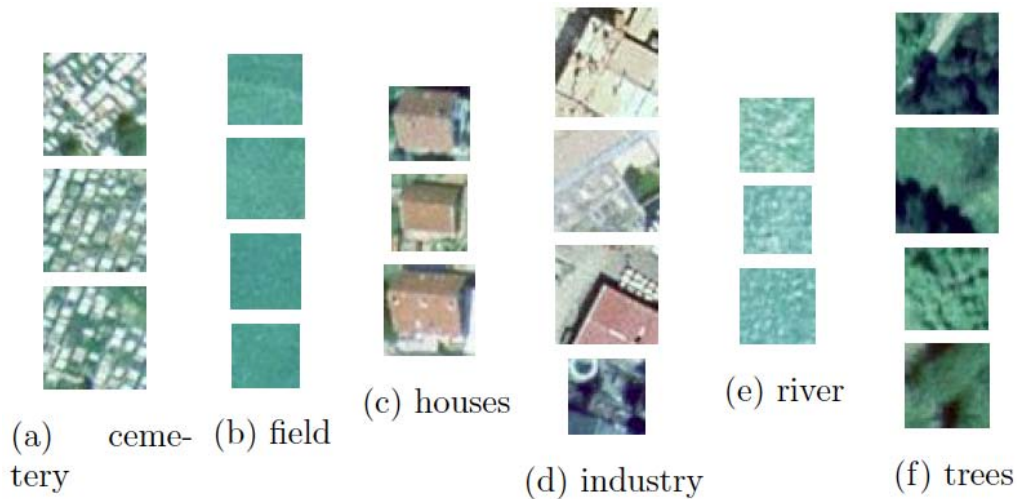 (a) ceme-
tery
(b) field
(c) houses
(d) industry
(e) river
(f) trees